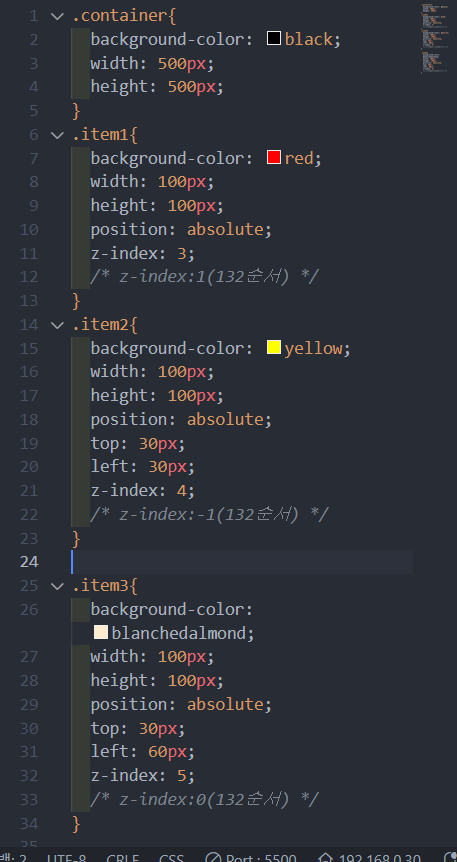 1 .container{
2 background-color: black;
3 width: 500px;
4 height: 500px;
5 }
6 .item1{
7 background-color: red;
8 width: 100px;
9 height: 100px;
10 position: absolute;
11 z-index: 3;
12 /* z-index:1(132순서) */
13 }
14 .item2{
15 background-color: yellow;
16 width: 100px;
17 height: 100px;
18 position: absolute;
19 top: 30px;
20 left: 30px;
21 z-index: 4;
22 /* z-index:-1(132순서) */
23 }
24
25 .item3{
26 background-color:
blanchedalmond;
27 width: 100px;
28 height: 100px;
29 position: absolute;
30 top: 30px;
31 left: 60px;
32 z-index: 5;
33 /* z-index:0(132순서) */
34 }
35
백: 2 UTF-8 CRLF CSS Port : 5500 192.168.0.30